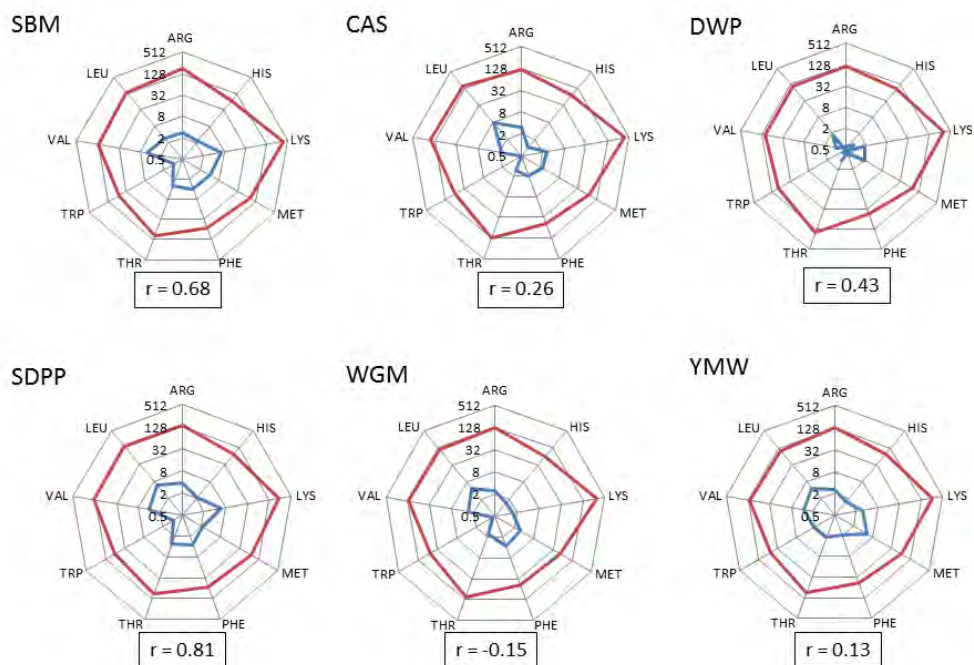 SBM
ARG
512
128
32
8
2
0.5
HIS
LYS
MET
PHE
THR
TRP
VAL
LEU
r = 0.68
CAS
ARG
512
128
32
8
2
0.5
HIS
LYS
MET
PHE
THR
TRP
VAL
LEU
r = 0.26
DWP
ARG
512
128
32
8
2
0.5
HIS
LYS
MET
PHE
THR
TRP
VAL
LEU
r = 0.43
SDPP
ARG
512
128
32
8
2
0.5
HIS
LYS
MET
PHE
THR
TRP
VAL
LEU
r = 0.81
WGM
ARG
512
128
32
8
2
0.5
HIS
LYS
MET
PHE
THR
TRP
VAL
LEU
r = -0.15
YMW
ARG
512
128
32
8
2
0.5
HIS
LYS
MET
PHE
THR
TRP
VAL
LEU
r = 0.13